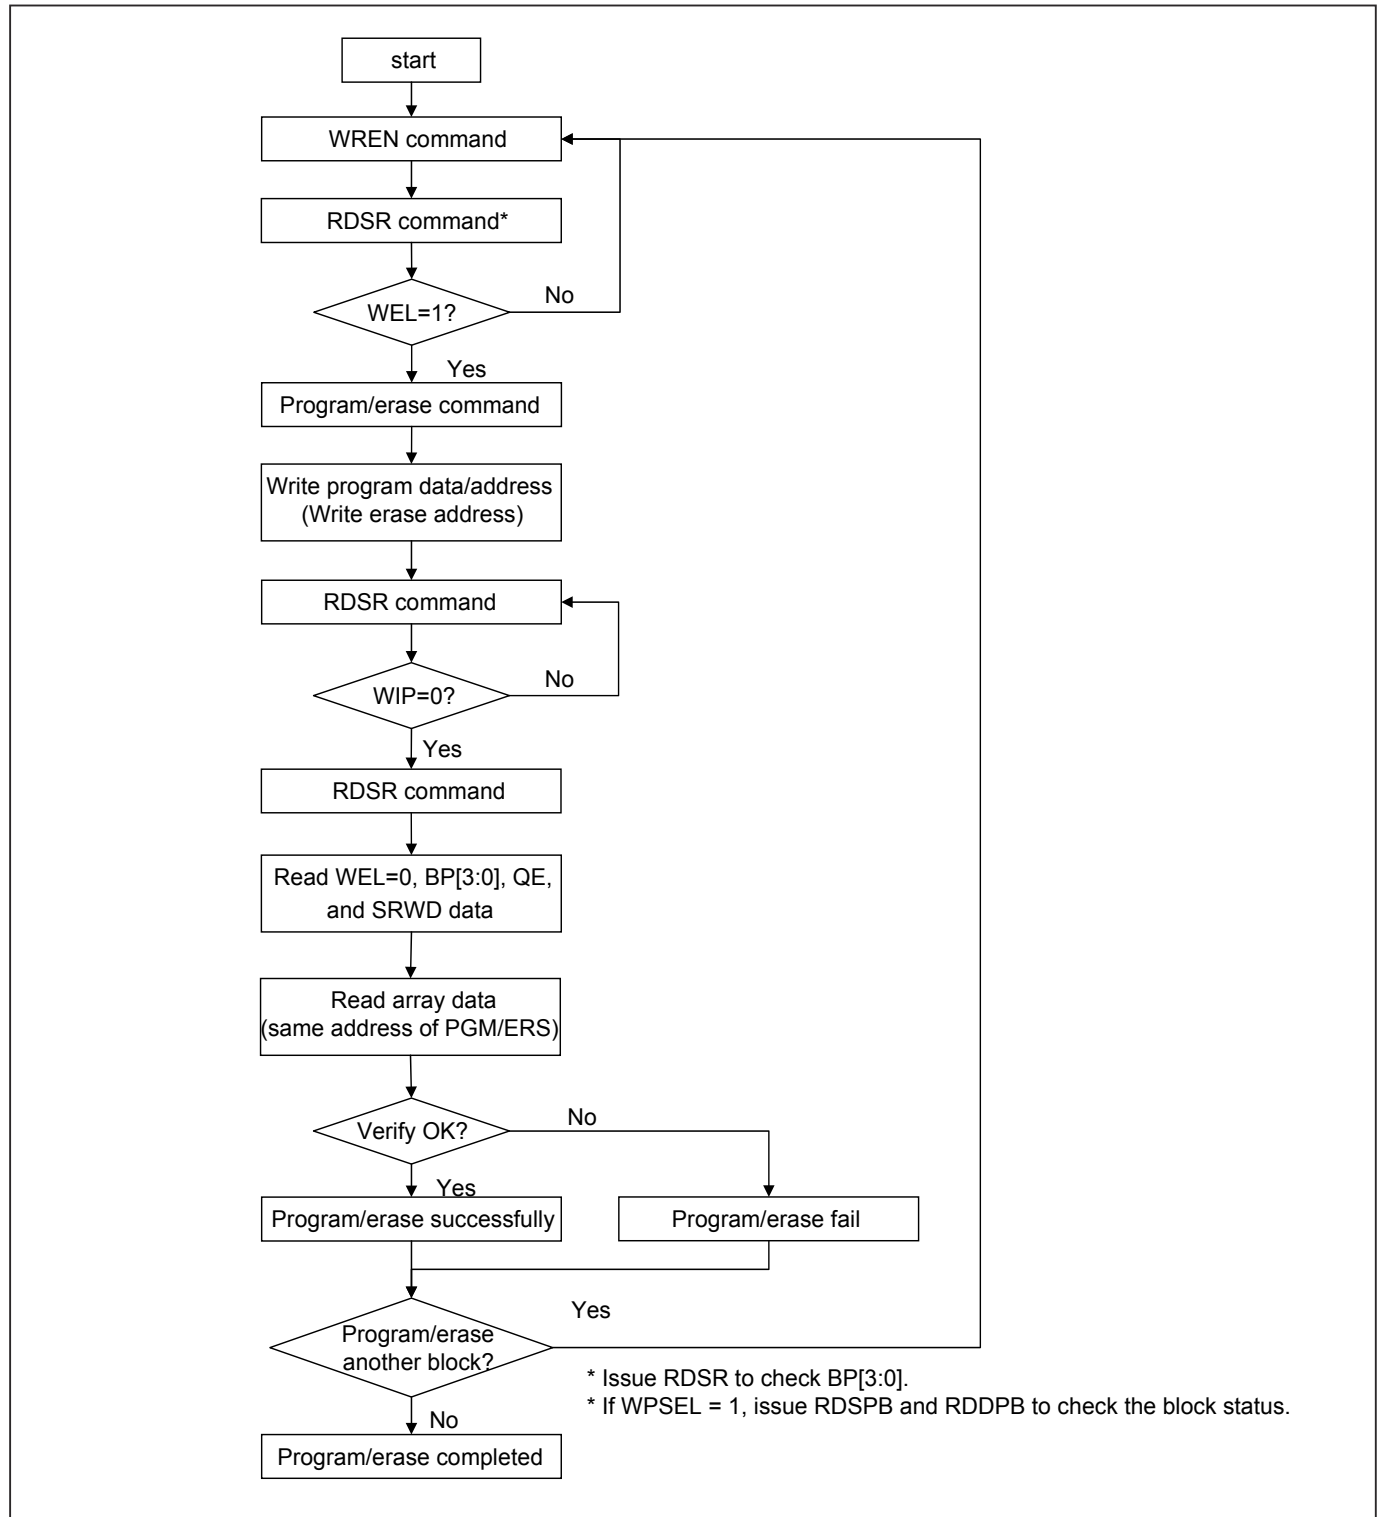 start
WREN command
RDSR command*
WEL=1?
No
Yes
Program/erase command
Write program data/address
(Write erase address)
RDSR command
WIP=0?
No
Yes
RDSR command
Read WEL=0, BP[3:0], QE,
and SRWD data
Read array data
(same address of PGM/ERS)
Verify OK?
No
Yes
Program/erase successfully
Program/erase fail
Program/erase
another block?
Yes
* Issue RDSR to check BP[3:0].
* If WPSEL = 1, issue RDSPB and RDDPB to check the block status.
No
Program/erase completed